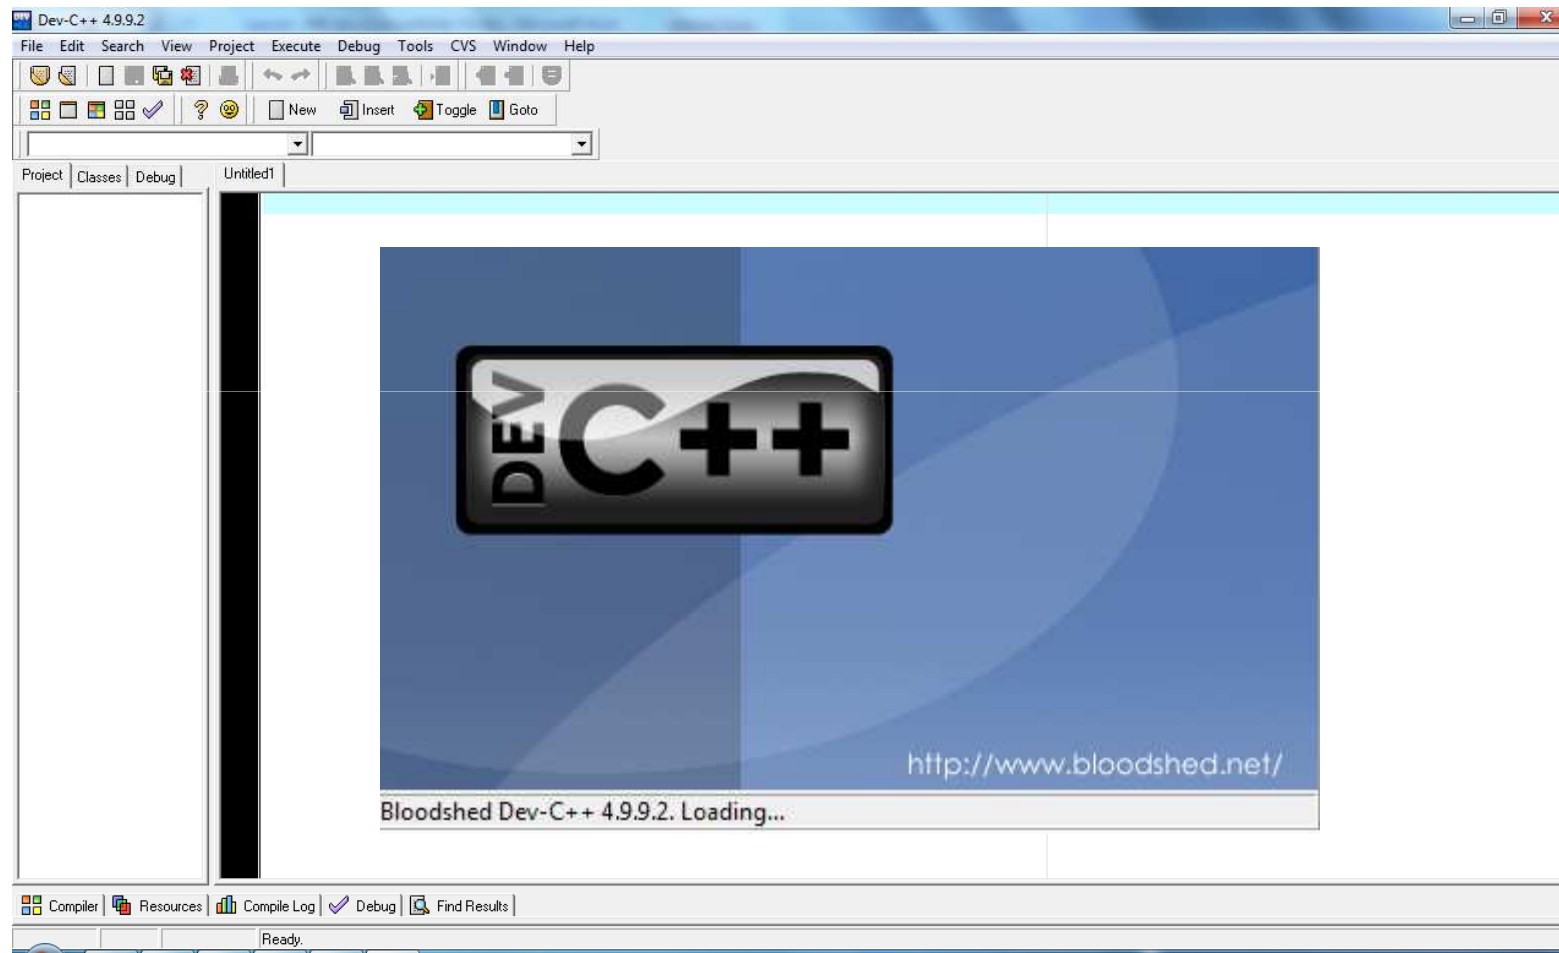 Dev-C++ 4.9.9.2
File Edit Search View Project Execute Debug Tools CVS Window Help
New Insert Toggle Goto
Project Classes Debug Untitled1
DEV C++
http://www.bloodshed.net/
Bloodshed Dev-C++ 4.9.9.2. Loading...
Compiler Resources Compile Log Debug Find Results
Ready.